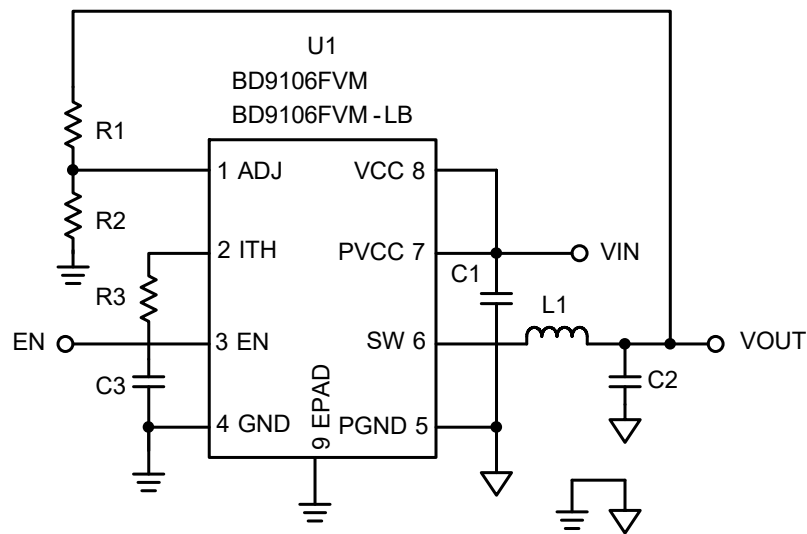 U1
BD9106FVM
BD9106FVM-LB
R1
1 ADJ
VCC 8
R2
2 ITH
PVCC 7
VIN
R3
C1
L1
EN
3 EN
SW 6
VOUT
C3
C2
4 GND
9 EPAD
PGND 5